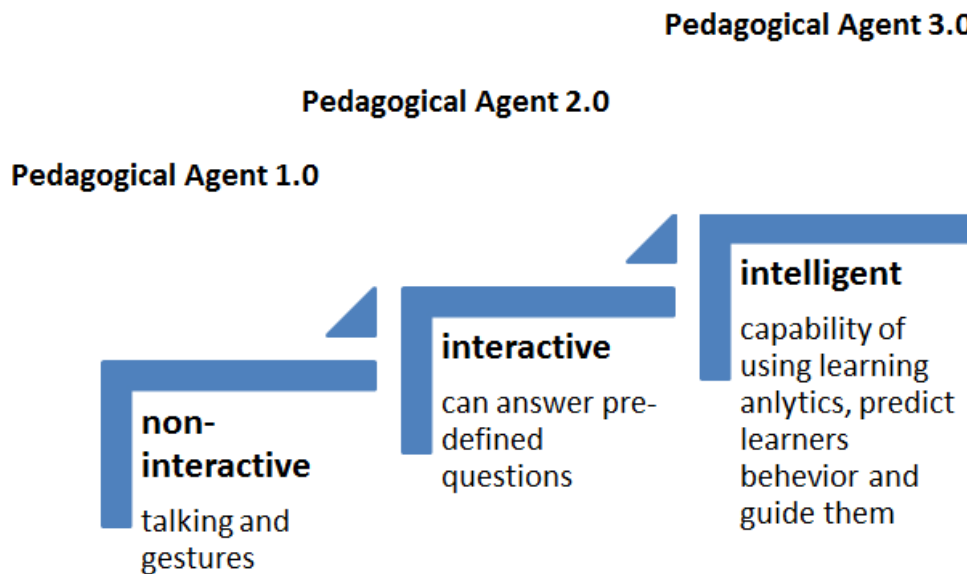 Pedagogical Agent 3.0
Pedagogical Agent 2.0
Pedagogical Agent 1.0
non-
interactive
talking and
gestures
interactive
can answer pre-
defined
questions
intelligent
capability of
using learning
anlytics, predict
learners
behevior and
guide them